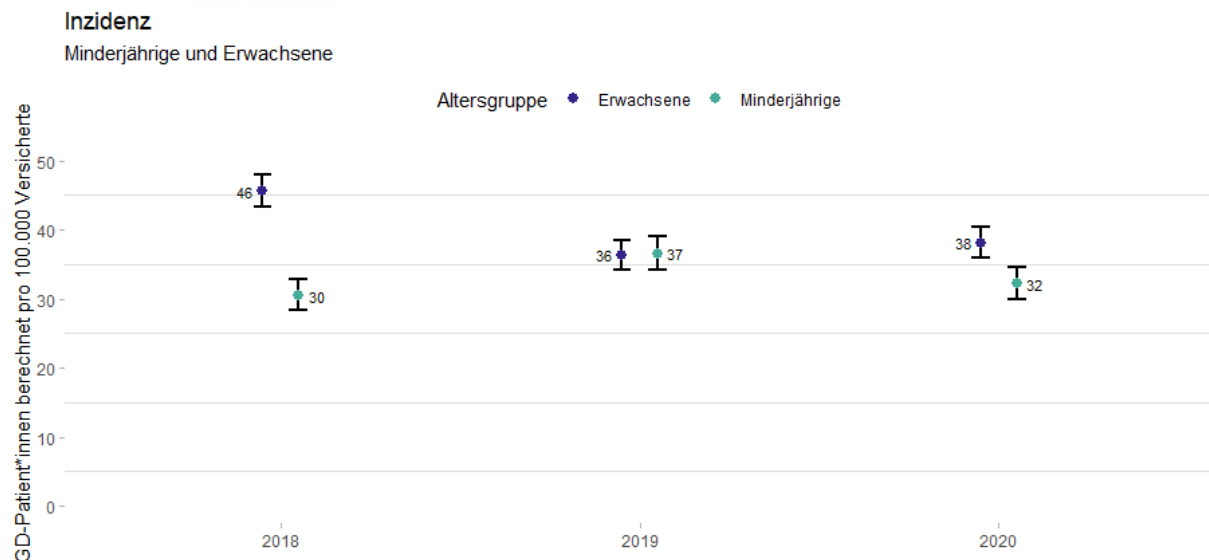 Inzidenz
Minderjährige und Erwachsene
Altersgruppe Erwachsene Minderjährige
GD-Patient*innen berechnet pro 100.000 Versicherte
50
40
30
20
10
0
46
30
36
37
38
32
2018 2019 2020